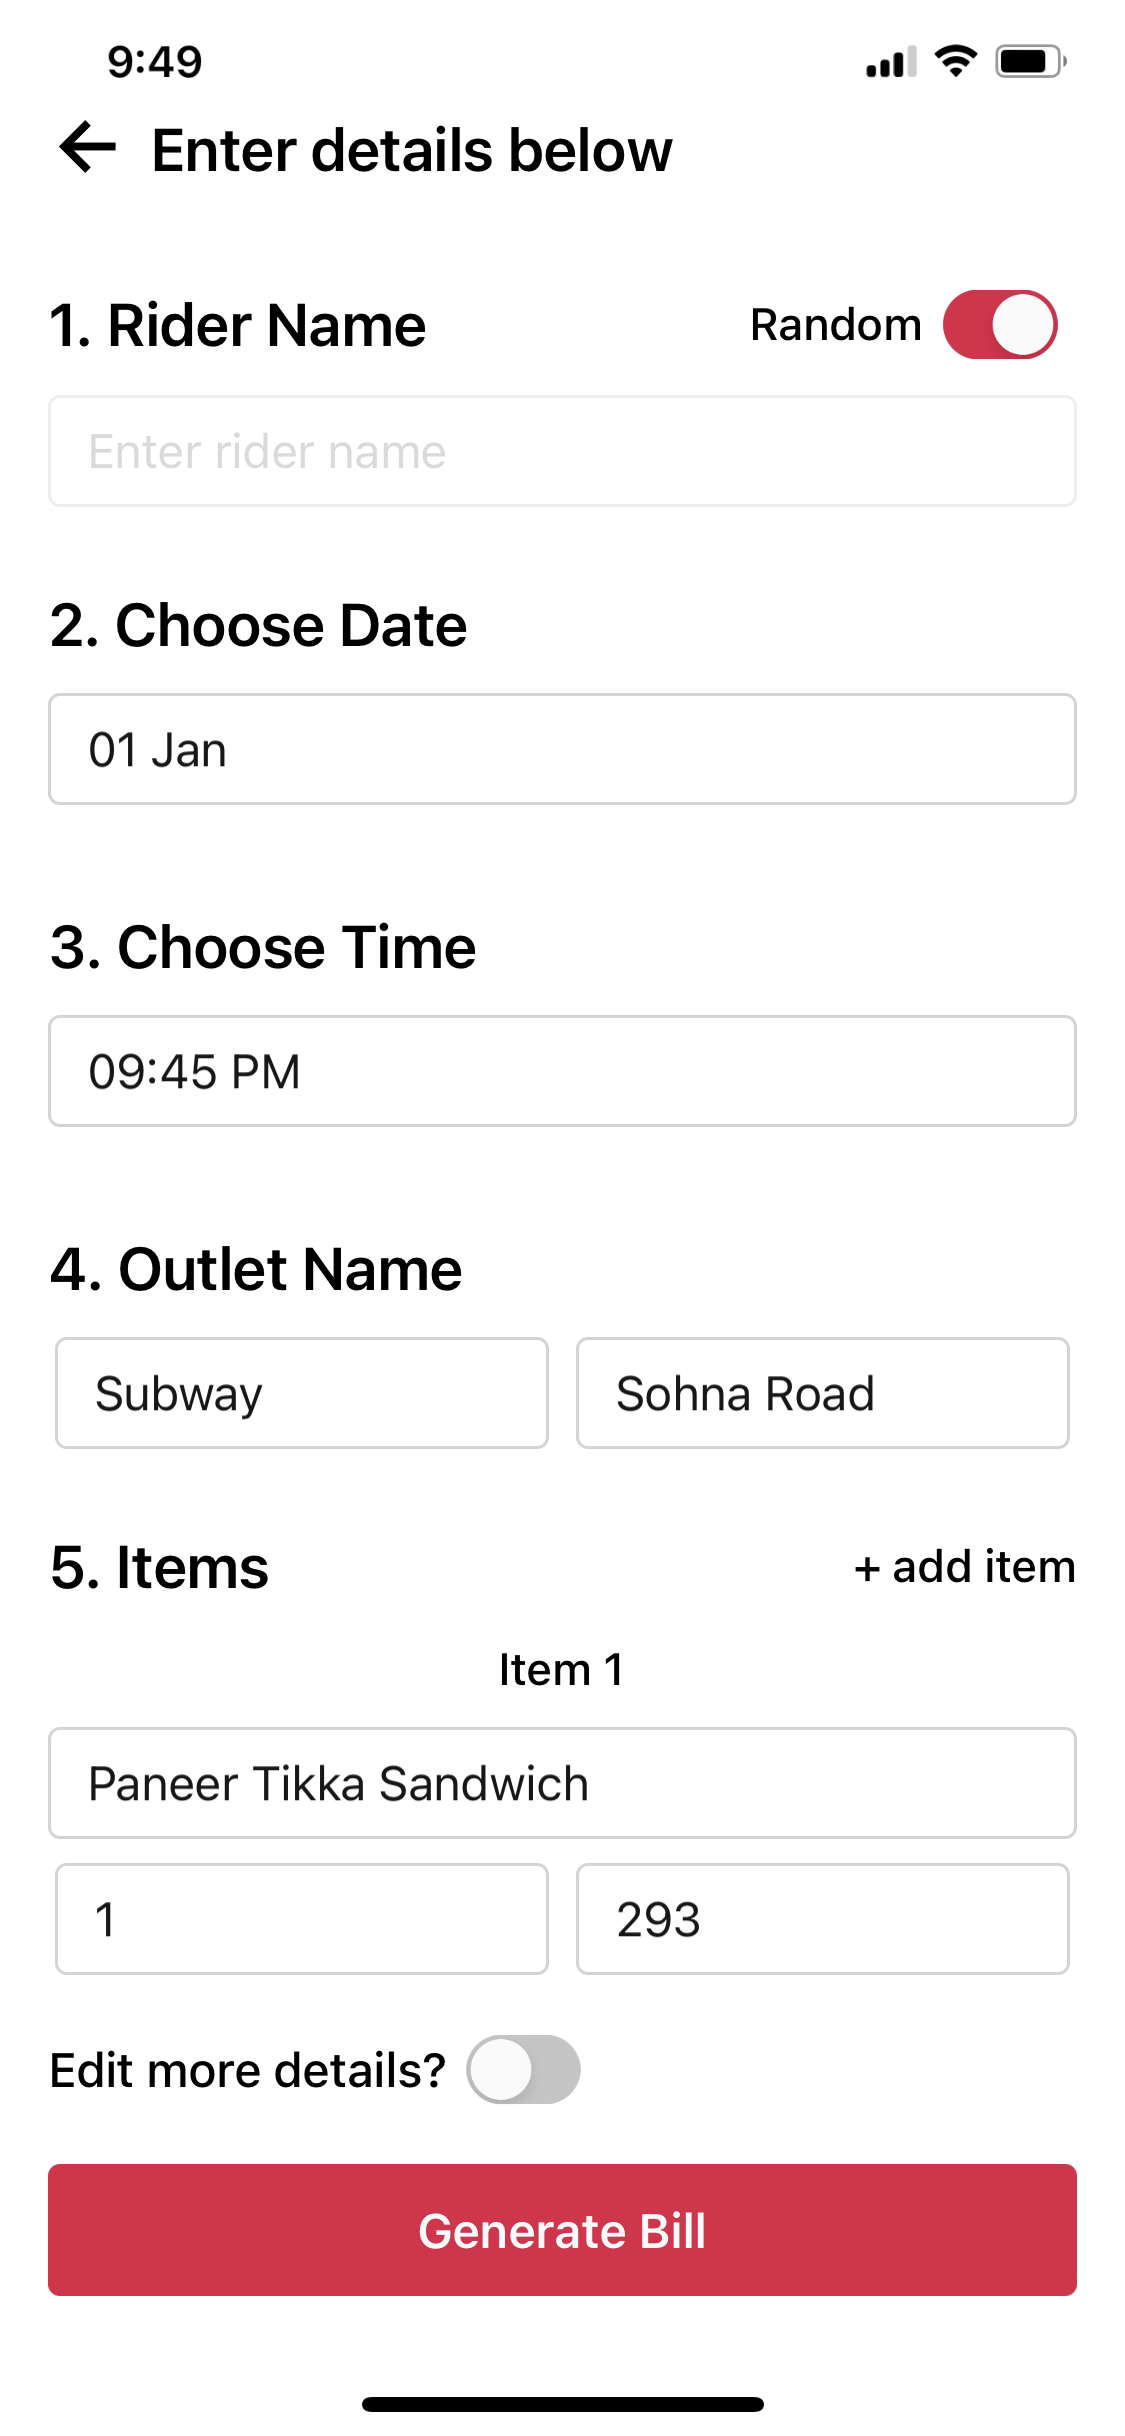 9:49
Enter details below
1. Rider Name
Random
Enter rider name
2. Choose Date
01 Jan
3. Choose Time
09:45 PM
4. Outlet Name
Subway
Sohna Road
5. Items
+ add item
Item 1
Paneer Tikka Sandwich
1
293
Edit more details?
Generate Bill